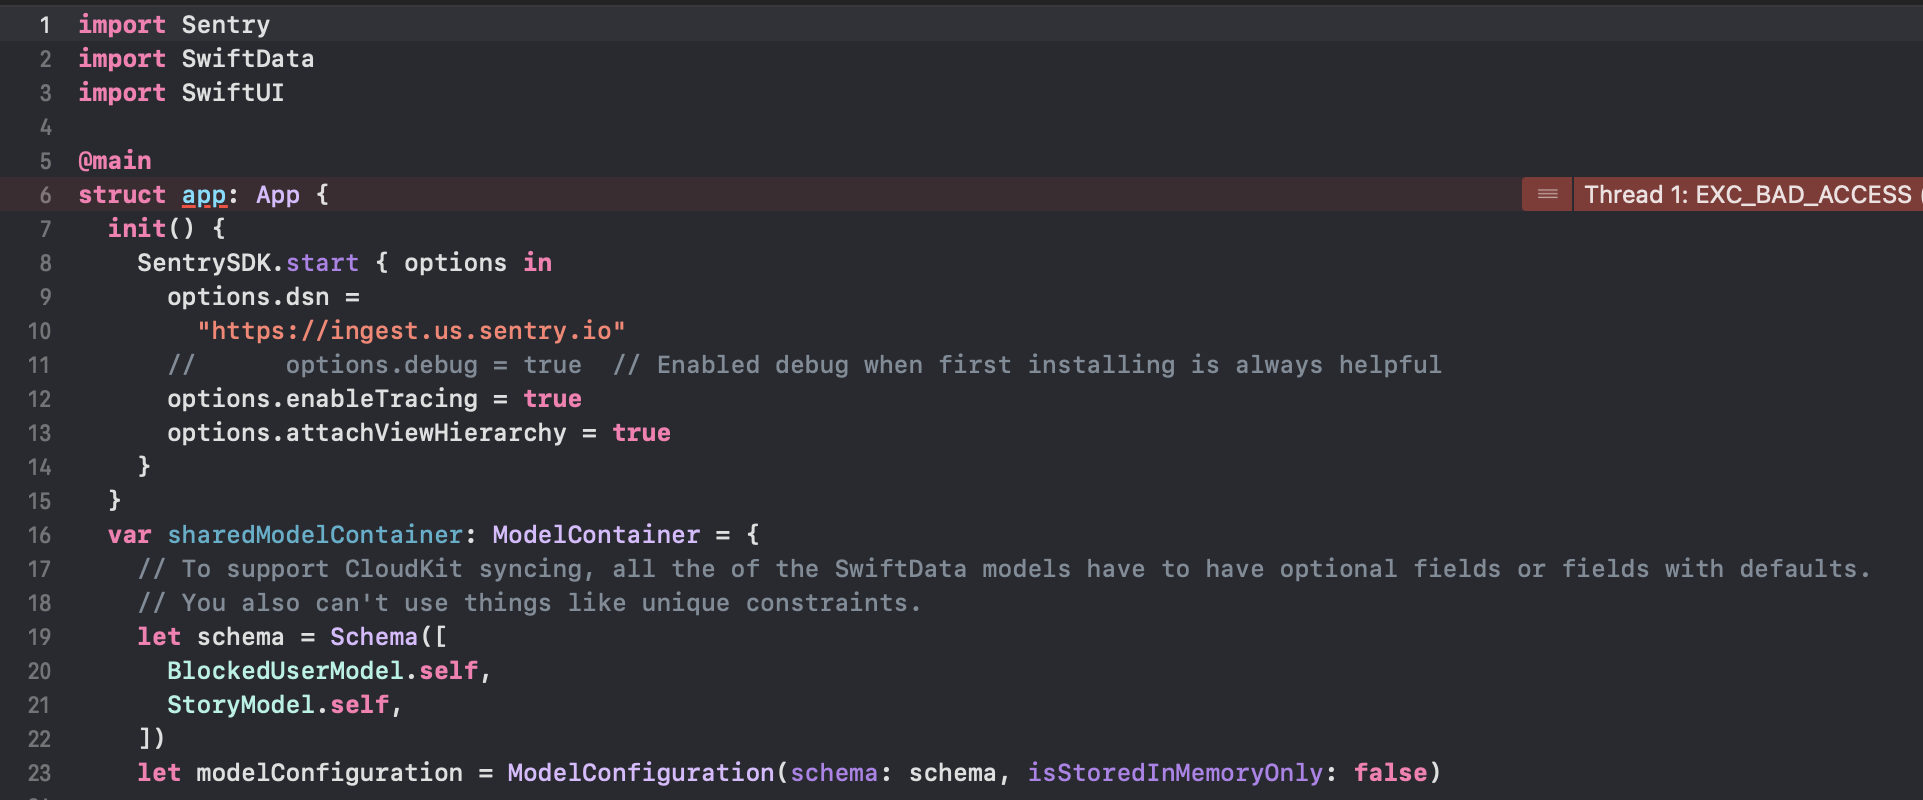 1 import Sentry
2 import SwiftData
3 import SwiftUI
4
5 @main
6 struct app: App { Thread 1: EXC_BAD_ACCESS (
7   init() {
8     SentrySDK.start { options in
9       options.dsn =
10         "https://ingest.us.sentry.io"
11       //      options.debug = true  // Enabled debug when first installing is always helpful
12       options.enableTracing = true
13       options.attachViewHierarchy = true
14     }
15   }
16   var sharedModelContainer: ModelContainer = {
17     // To support CloudKit syncing, all the of the SwiftData models have to have optional fields or fields with defaults.
18     // You also can't use things like unique constraints.
19     let schema = Schema([
20       BlockedUserModel.self,
21       StoryModel.self,
22     ])
23     let modelConfiguration = ModelConfiguration(schema: schema, isStoredInMemoryOnly: false)